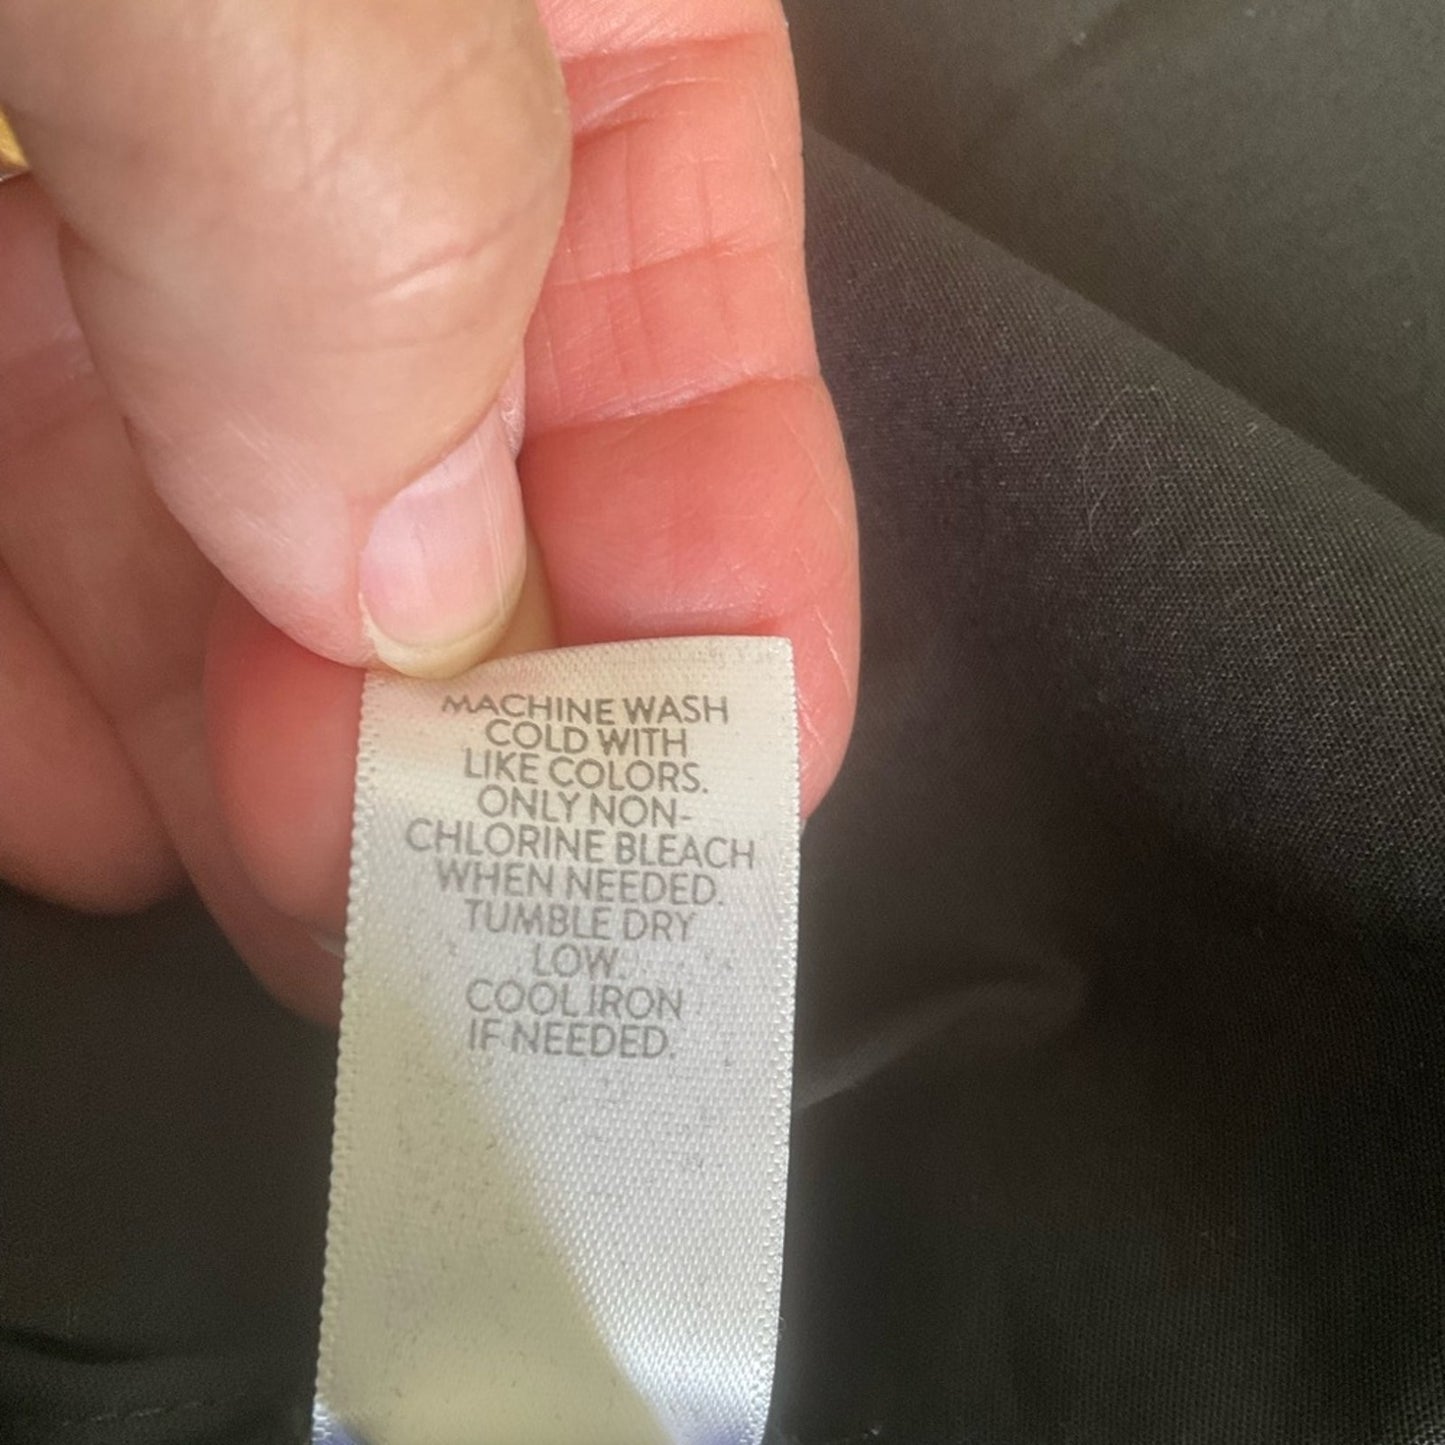 MACHINE WASH
COLD WITH
LIKE COLORS.
ONLY NON-
CHLORINE BLEACH
WHEN NEEDED.
TUMBLE DRY
LOW.
COOL IRON
IF NEEDED.